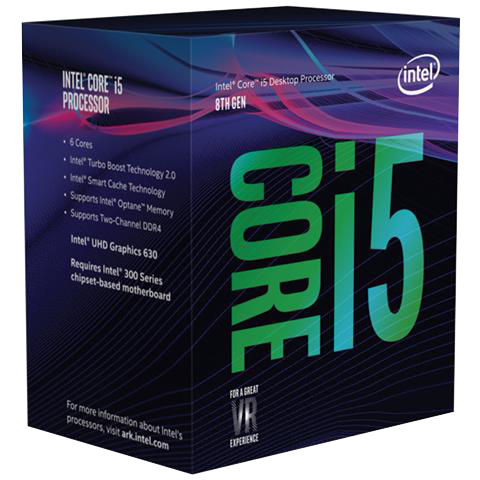 INTEL® CORE™ i5
PROCESSOR
• 6 Cores
• Intel® Turbo Boost Technology 2.0
• Intel® Smart Cache Technology
• Supports Intel® Optane™ Memory
• Supports Two-Channel DDR4
Intel® UHD Graphics 630
Requires Intel® 300 Series
chipset-based motherboard
For more information about Intel's
processors, visit ark.intel.com
Intel® Core™ i5 Desktop Processor
8TH GEN
intel®
CORE i5
FOR A GREAT
VR
EXPERIENCE